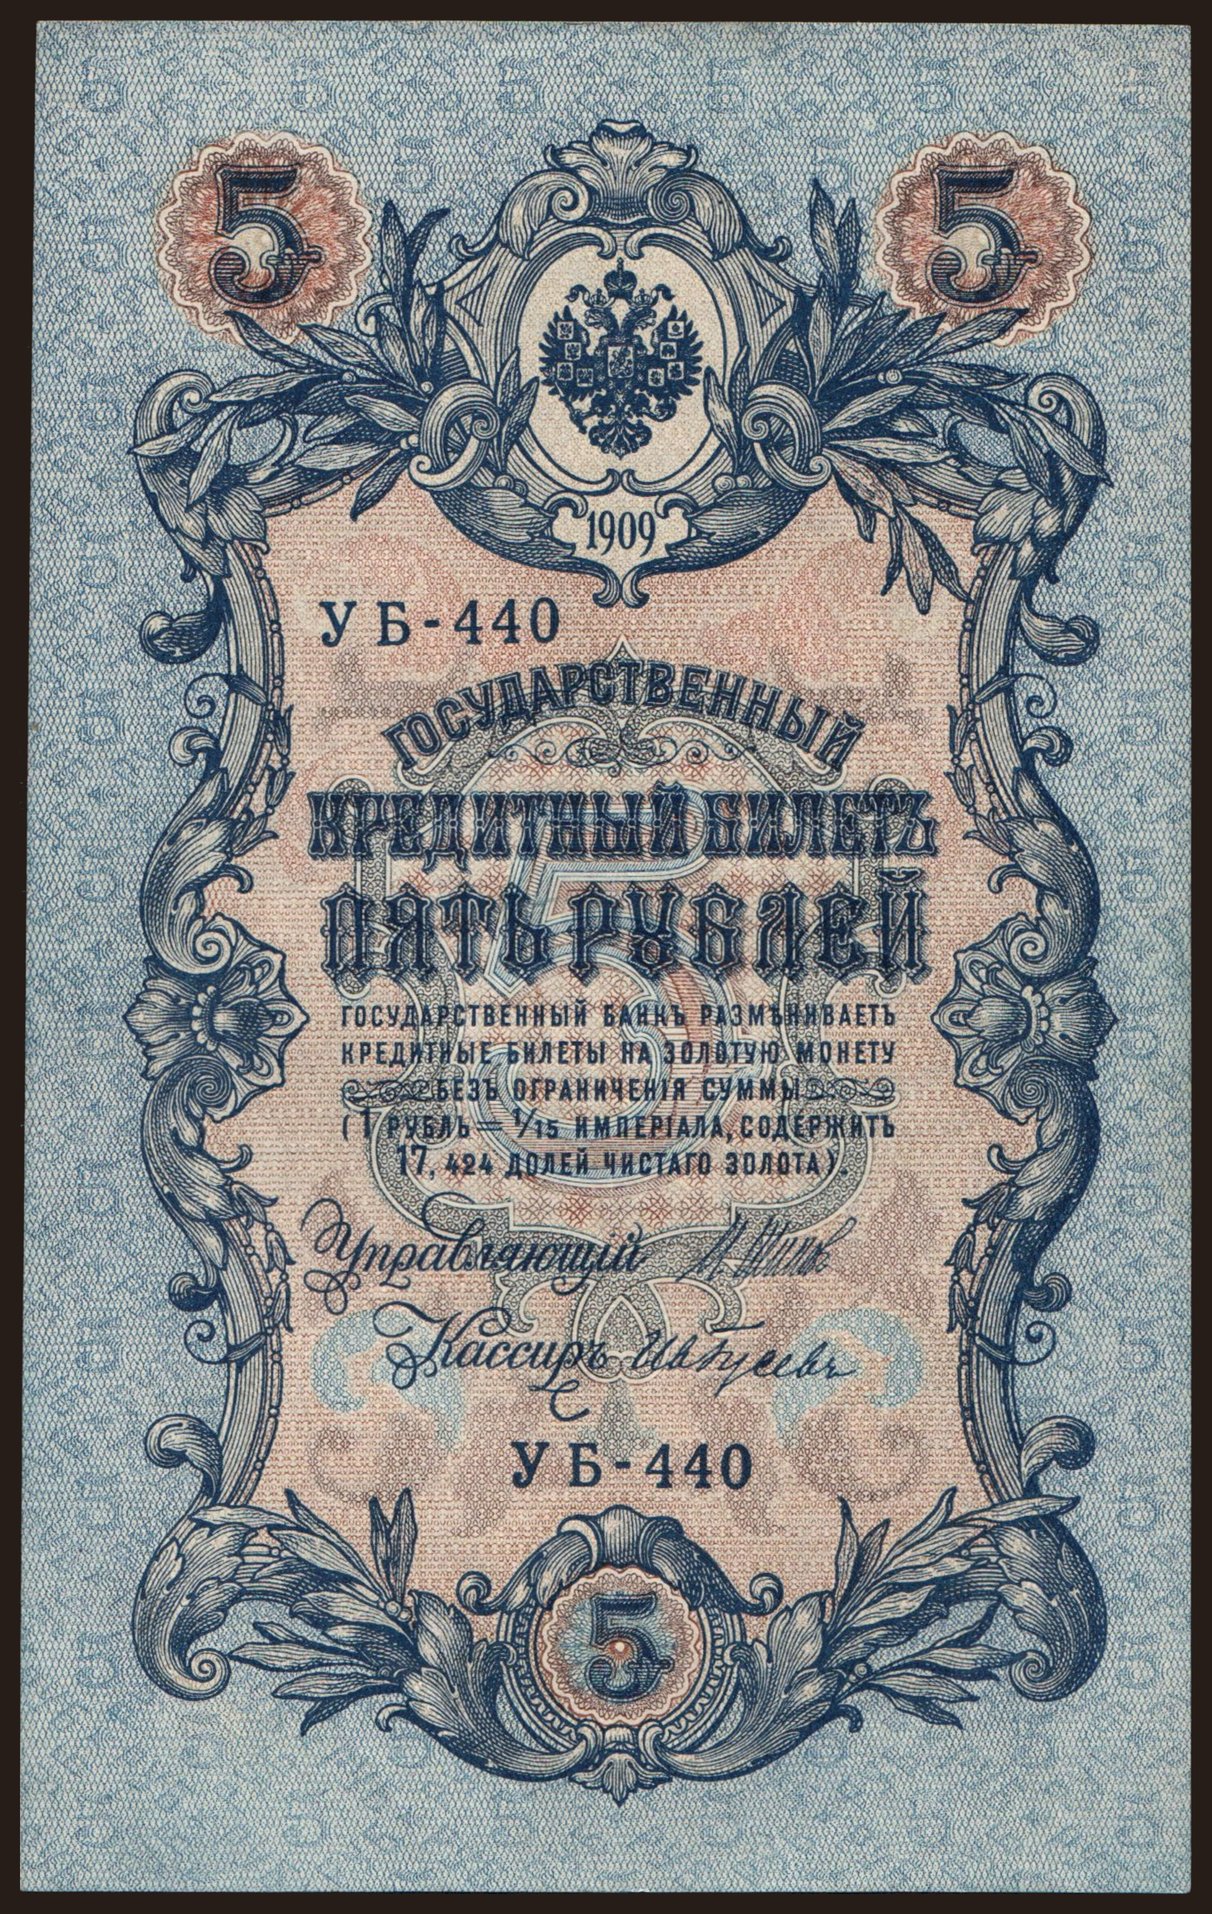 5 5
1909
УБ-440
ГОСУДАРСТВЕННЫЙ
КРЕДИТНЫЙ БИЛЕТЪ
ПЯТЬ РУБЛЕЙ
5
ГОСУДАРСТВЕННЫЙ БАНКЪ РАЗМѢНИВАЕТЪ
КРЕДИТНЫЕ БИЛЕТЫ НА ЗОЛОТУЮ МОНЕТУ
БЕЗЪ ОГРАНИЧЕНІЯ СУММЫ
(1 РУБЛЬ = 1/15 ИМПЕРІАЛА, СОДЕРЖИТЪ
17,424 ДОЛЕЙ ЧИСТАГО ЗОЛОТА).
Управляющій
Кассиръ
УБ-440
5